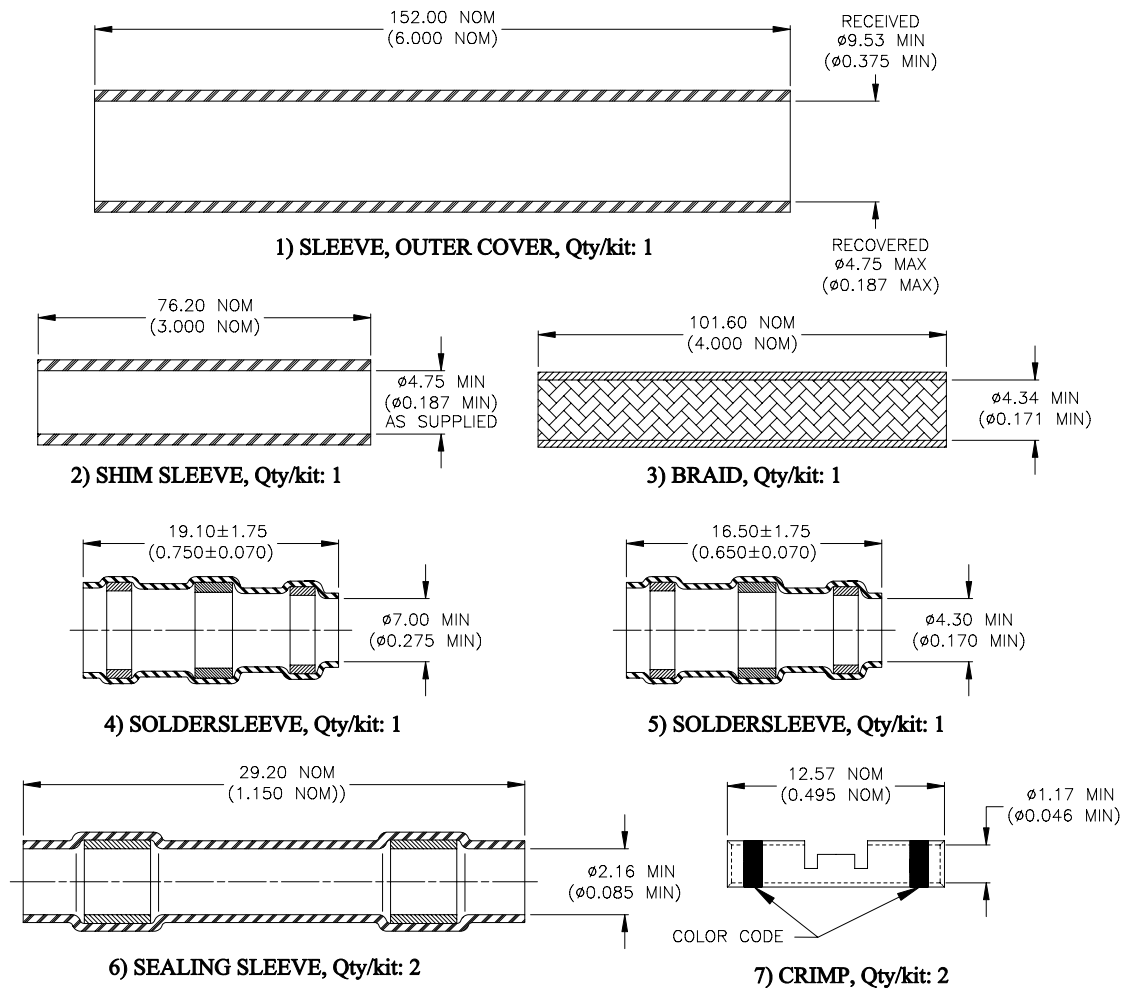 152.00 NOM
(6.000 NOM)
RECEIVED
ø9.53 MIN
(ø0.375 MIN)
1) SLEEVE, OUTER COVER, Qty/kit: 1
RECOVERED
ø4.75 MAX
(ø0.187 MAX)
76.20 NOM
(3.000 NOM)
ø4.75 MIN
(ø0.187 MIN)
AS SUPPLIED
2) SHIM SLEEVE, Qty/kit: 1
101.60 NOM
(4.000 NOM)
ø4.34 MIN
(ø0.171 MIN)
3) BRAID, Qty/kit: 1
19.10±1.75
(0.750±0.070)
ø7.00 MIN
(ø0.275 MIN)
4) SOLDERSLEEVE, Qty/kit: 1
16.50±1.75
(0.650±0.070)
ø4.30 MIN
(ø0.170 MIN)
5) SOLDERSLEEVE, Qty/kit: 1
29.20 NOM
(1.150 NOM))
ø2.16 MIN
(ø0.085 MIN)
6) SEALING SLEEVE, Qty/kit: 2
12.57 NOM
(0.495 NOM)
ø1.17 MIN
(ø0.046 MIN)
COLOR CODE
7) CRIMP, Qty/kit: 2